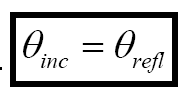 . θinc = θrefl